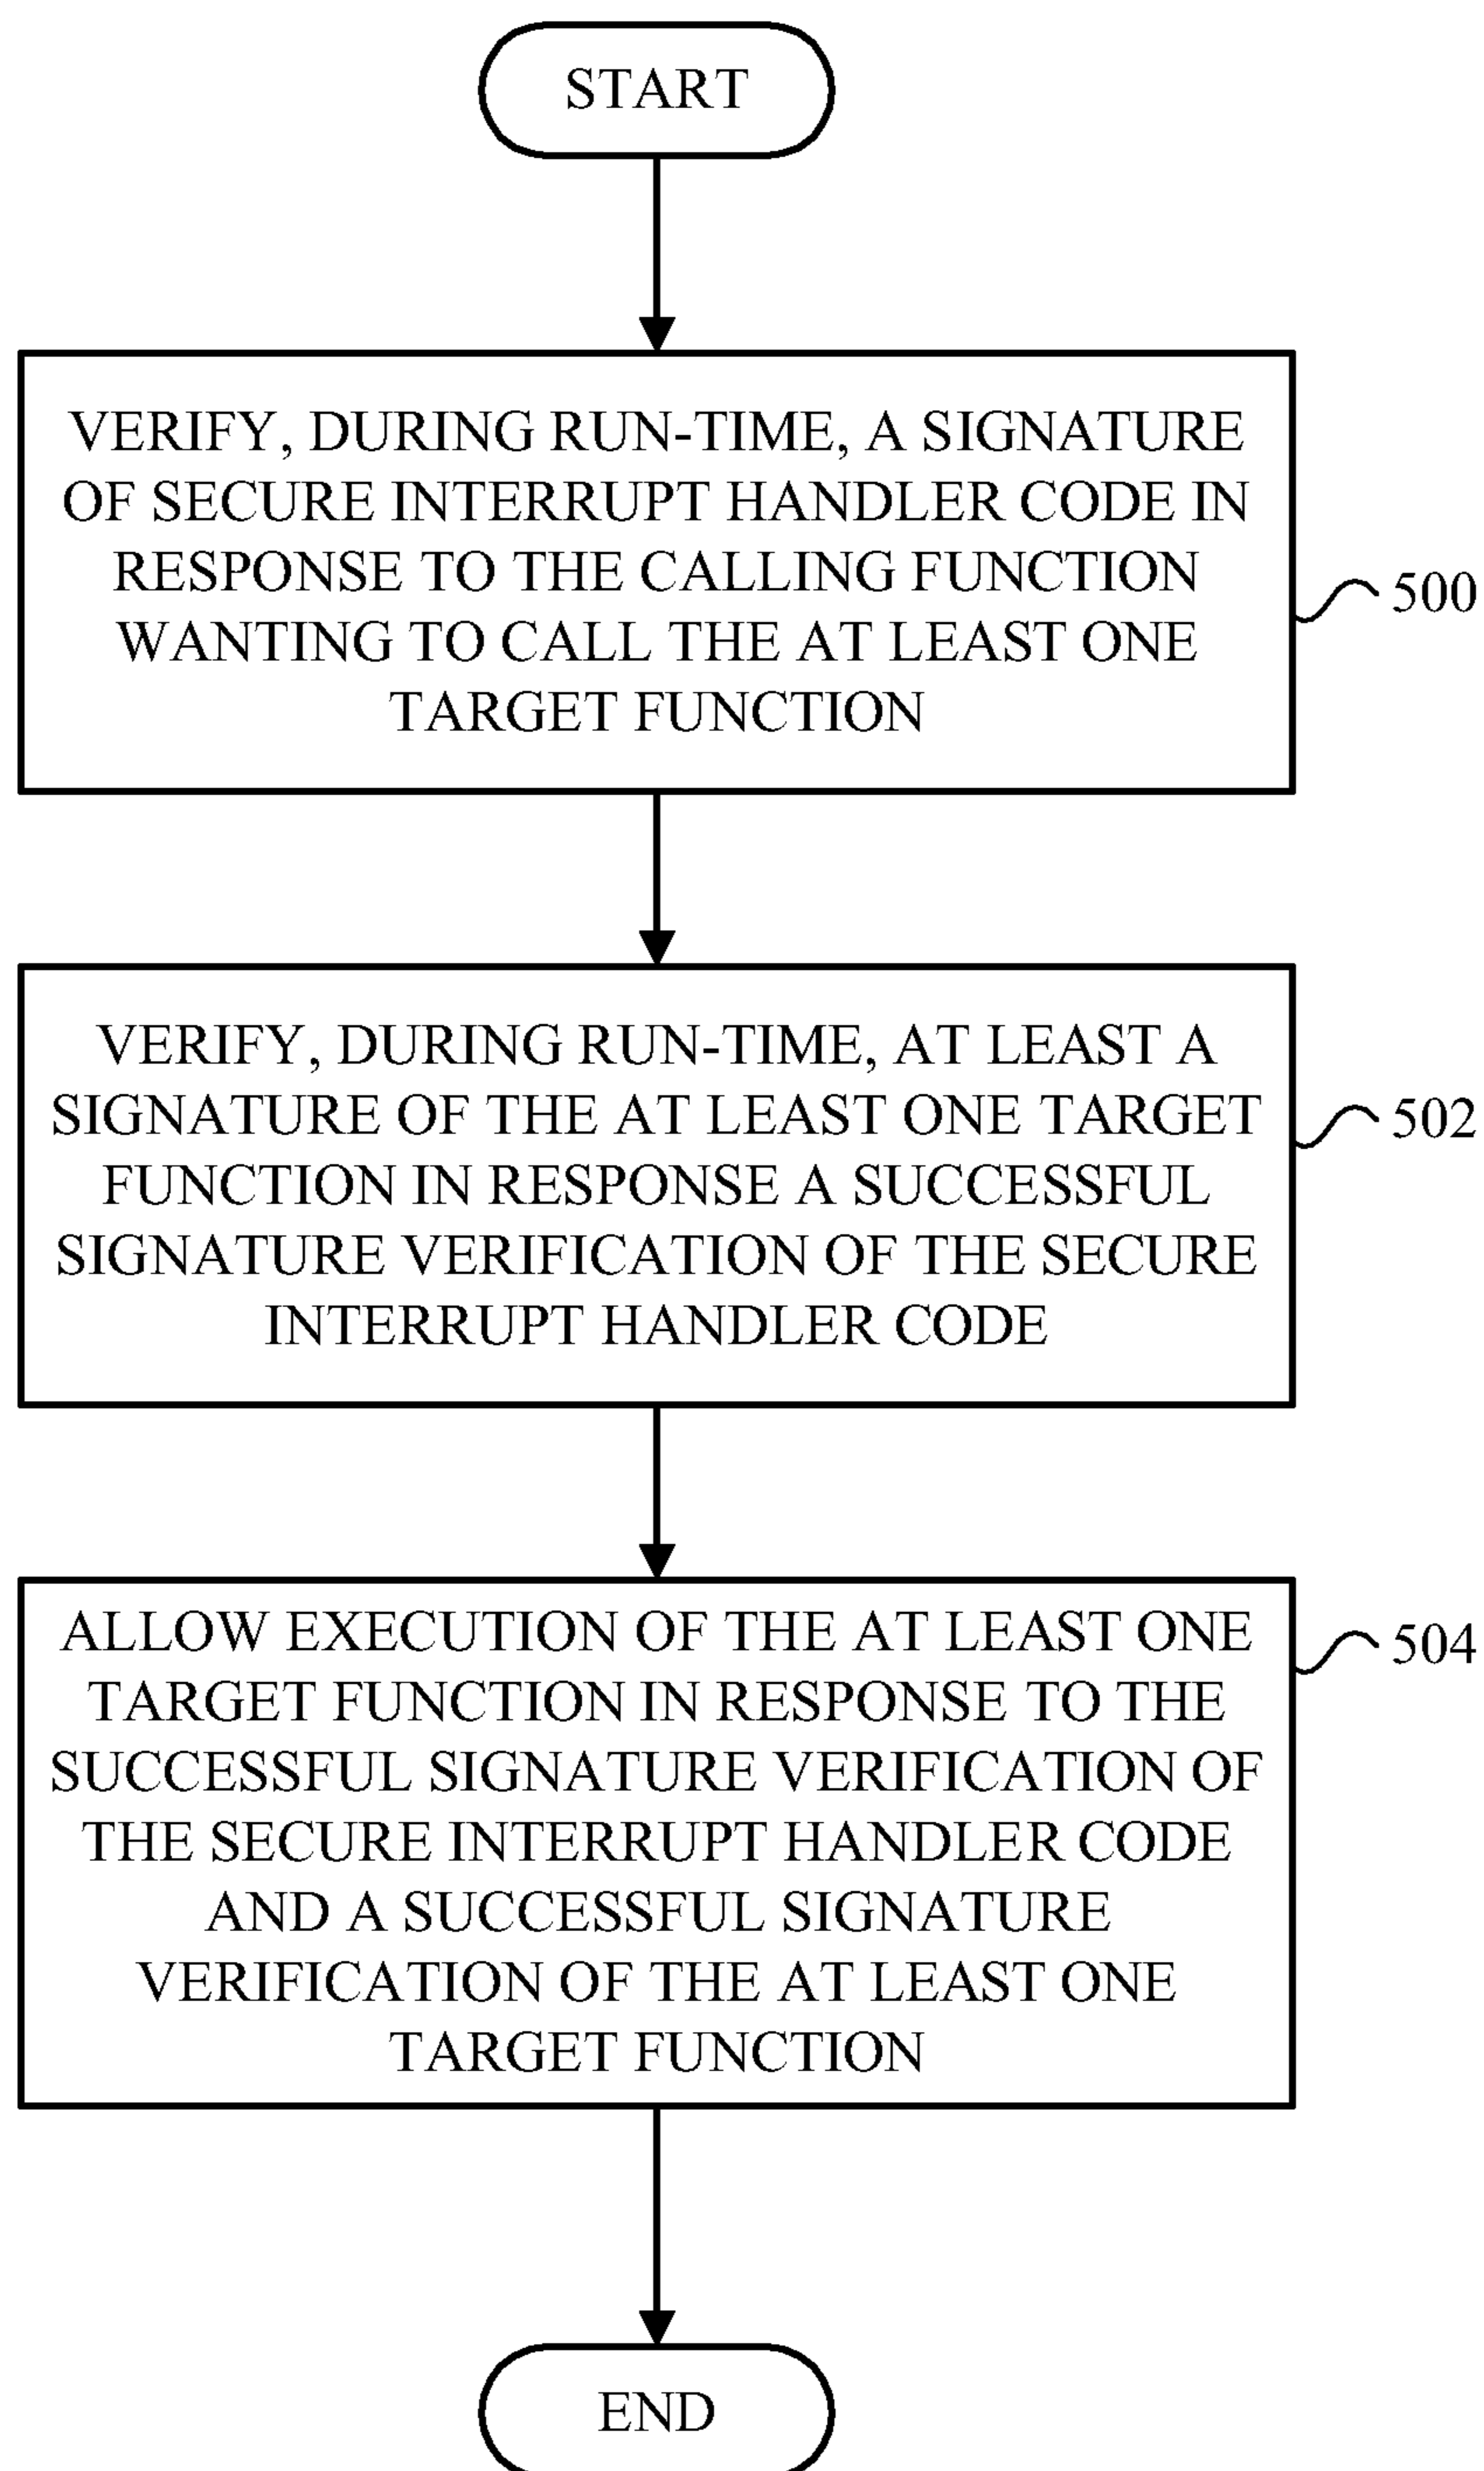 START
VERIFY, DURING RUN-TIME, A SIGNATURE
OF SECURE INTERRUPT HANDLER CODE IN
RESPONSE TO THE CALLING FUNCTION
WANTING TO CALL THE AT LEAST ONE
TARGET FUNCTION
500
VERIFY, DURING RUN-TIME, AT LEAST A
SIGNATURE OF THE AT LEAST ONE TARGET
FUNCTION IN RESPONSE A SUCCESSFUL
SIGNATURE VERIFICATION OF THE SECURE
INTERRUPT HANDLER CODE
502
ALLOW EXECUTION OF THE AT LEAST ONE
TARGET FUNCTION IN RESPONSE TO THE
SUCCESSFUL SIGNATURE VERIFICATION OF
THE SECURE INTERRUPT HANDLER CODE
AND A SUCCESSFUL SIGNATURE
VERIFICATION OF THE AT LEAST ONE
TARGET FUNCTION
504
END